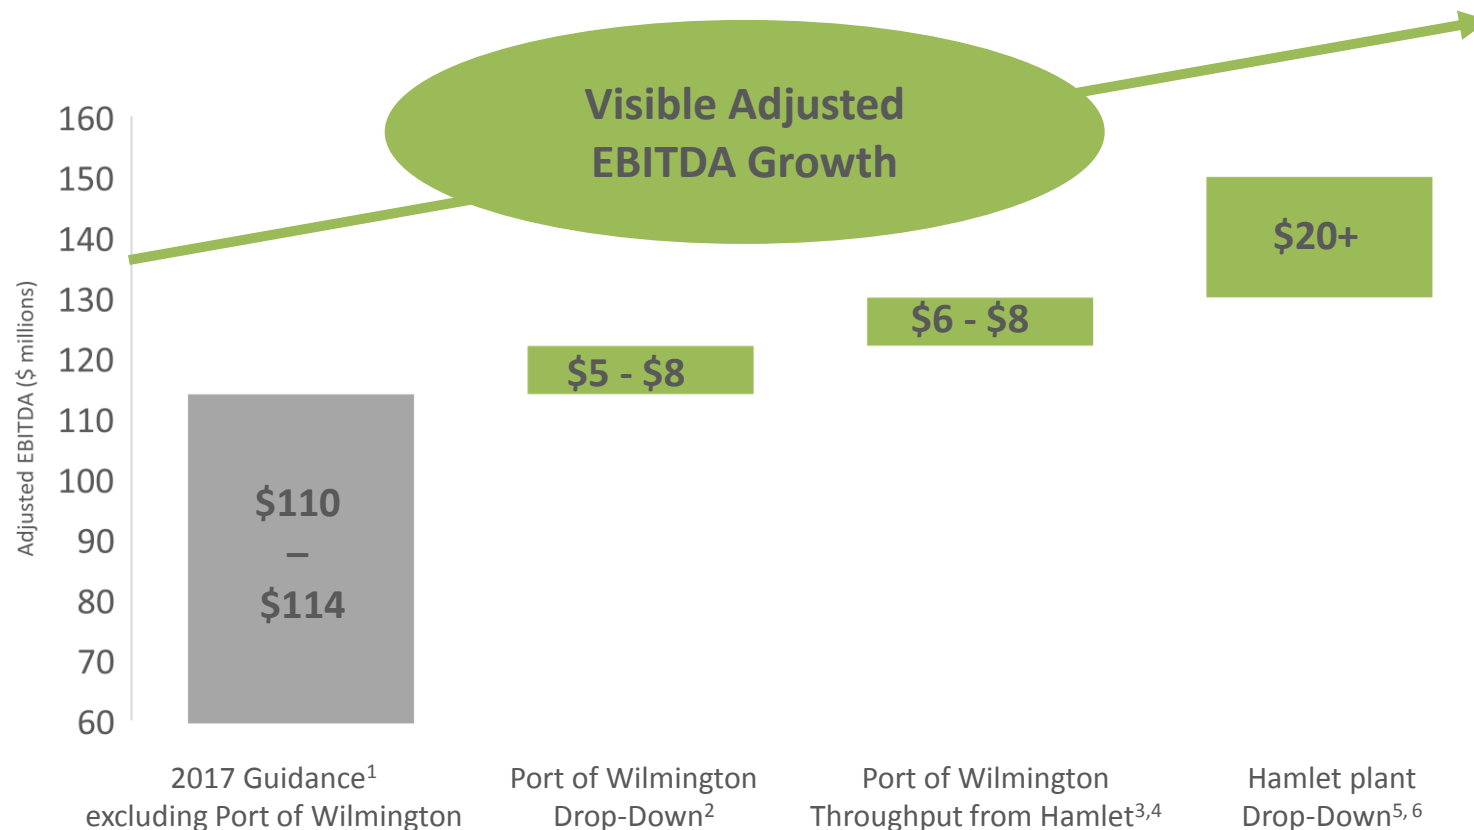 Visible Adjusted
EBITDA Growth
Adjusted EBITDA ($ millions)
160
150
140
130
120
110
100
90
80
70
60
$110
–
$114
$5 - $8
$6 - $8
$20+
2017 Guidance¹
excluding Port of Wilmington
Port of Wilmington
Drop-Down²
Port of Wilmington
Throughput from Hamlet³,⁴
Hamlet plant
Drop-Down⁵, ⁶